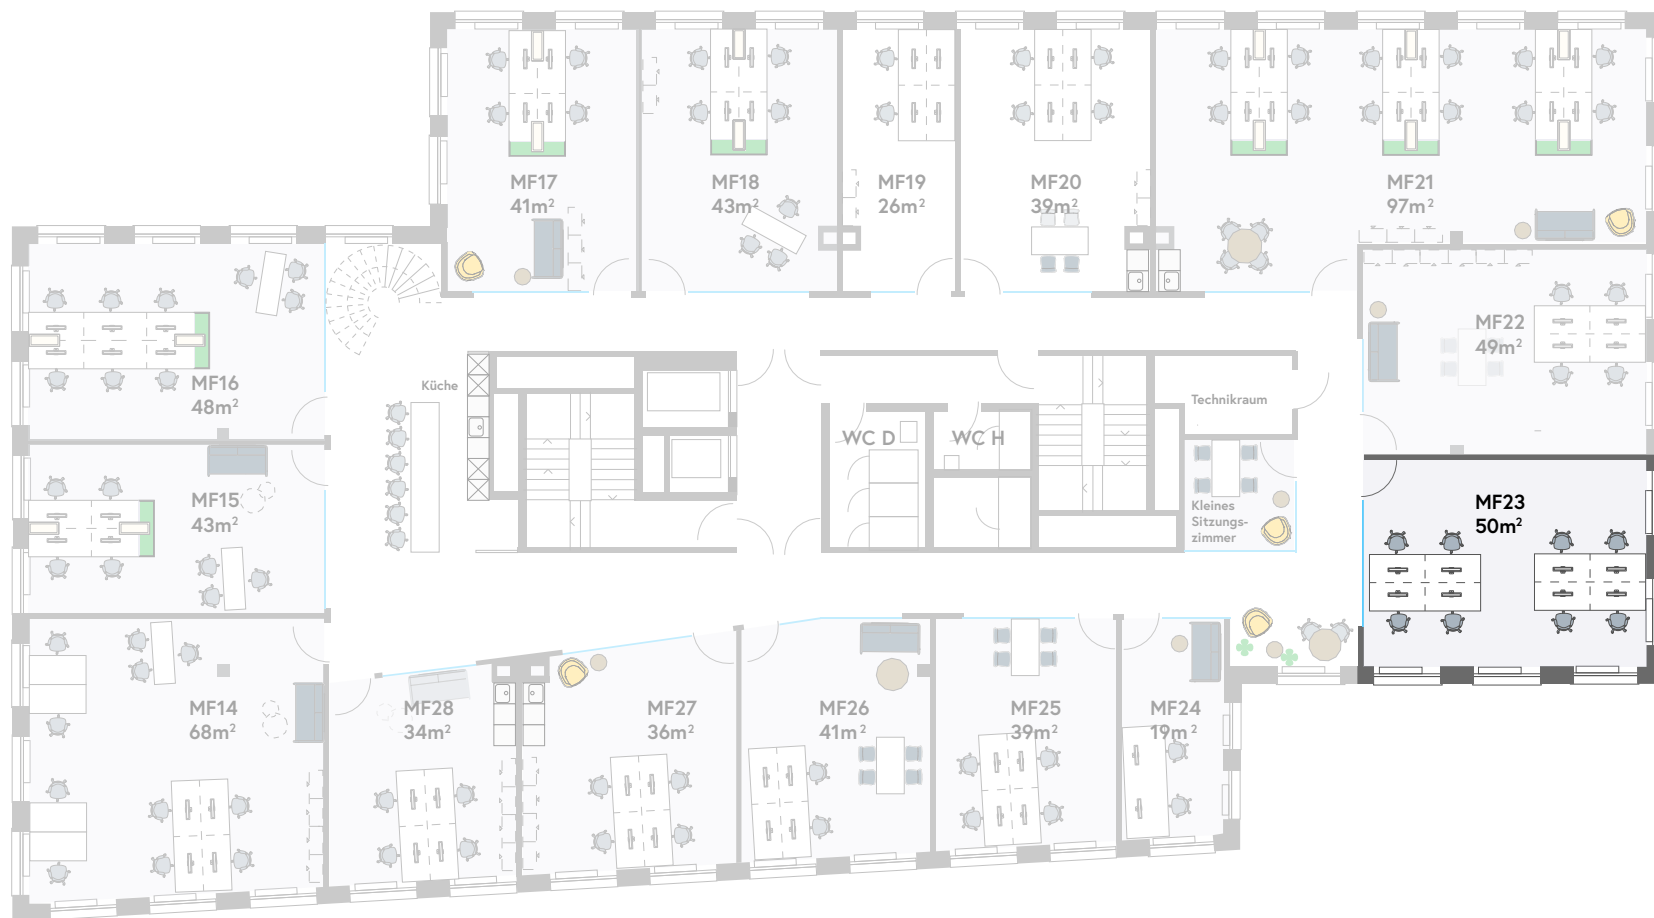 MF17
41m²
MF18
43m²
MF19
26m²
MF20
39m²
MF21
97m²
MF22
49m²
MF16
48m²
Küche
Technikraum
WC D
WC H
MF15
43m²
Kleines
Sitzungs-
zimmer
MF23
50m²
MF14
68m²
MF28
34m²
MF27
36m²
MF26
41m²
MF25
39m²
MF24
19m²